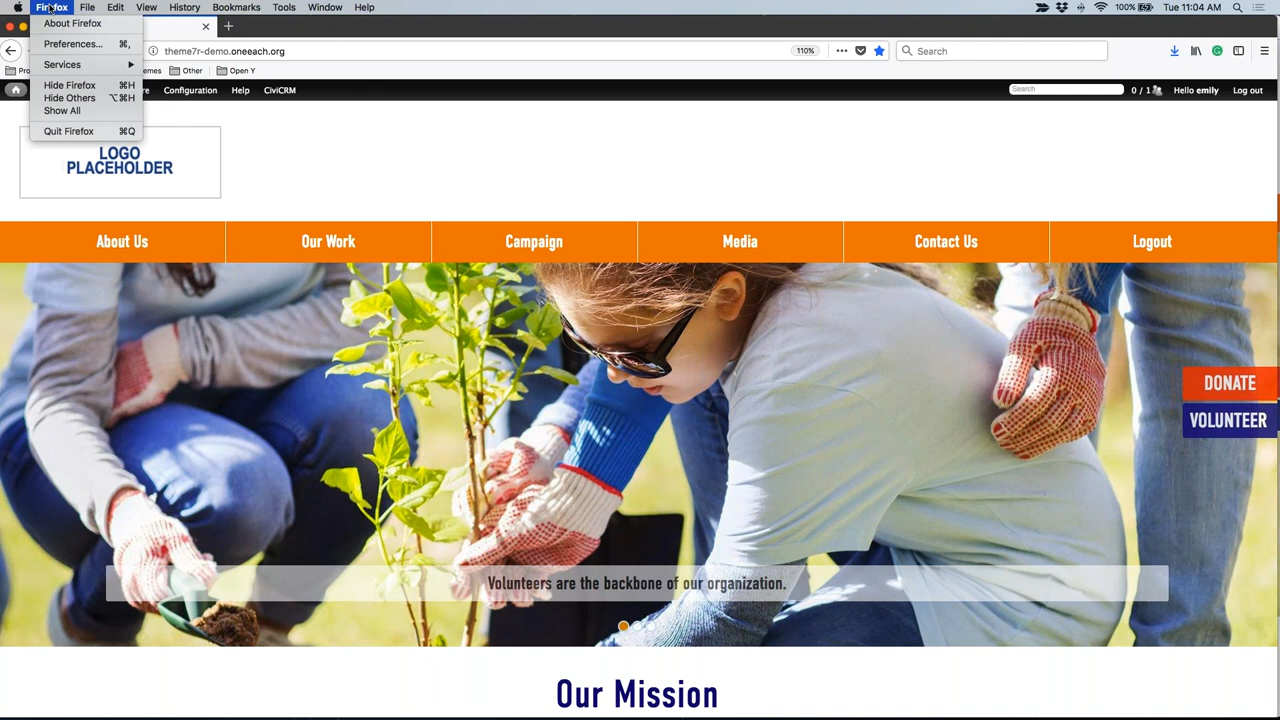 Firefox File Edit View History Bookmarks Tools Window Help 100% Tue 11:04 AM
About Firefox
Preferences... ⌘,
Services
Hide Firefox ⌘H
Hide Others ⌥⌘H
Show All
Quit Firefox ⌘Q
theme7r-demo.oneeach.org 110% Search
Other Open Y
Configuration Help CiviCRM Search 0 / 1 Hello emily Log out
LOGO
PLACEHOLDER
About Us Our Work Campaign Media Contact Us Logout
DONATE
VOLUNTEER
Volunteers are the backbone of our organization.
Our Mission